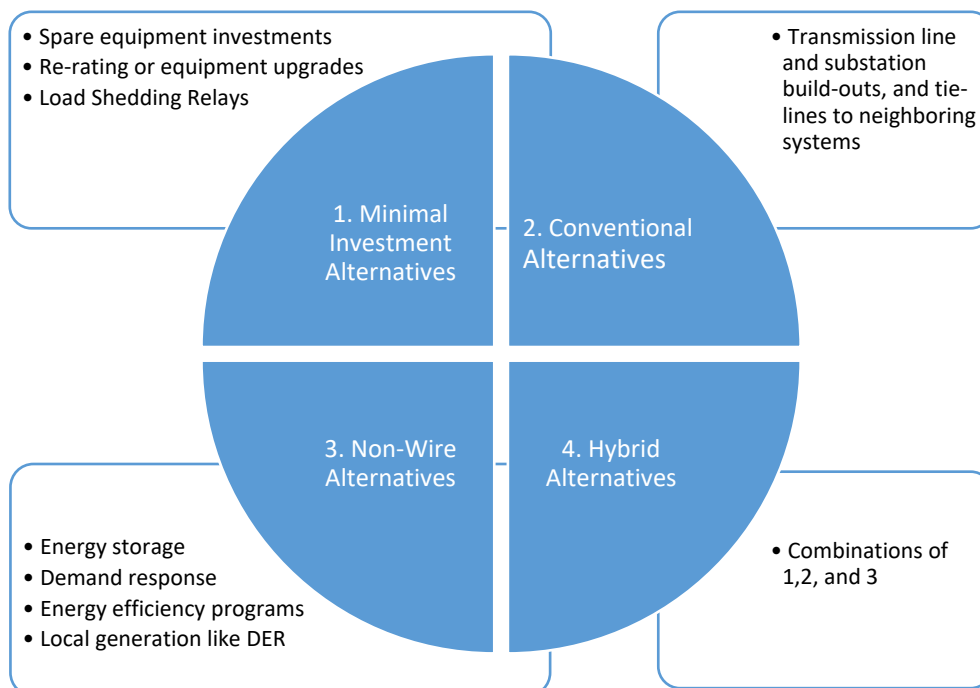 • Spare equipment investments
• Re-rating or equipment upgrades
• Load Shedding Relays
• Transmission line
and substation
build-outs, and tie-
lines to neighboring
systems
1. Minimal
Investment
Alternatives
2. Conventional
Alternatives
3. Non-Wire
Alternatives
4. Hybrid
Alternatives
• Energy storage
• Demand response
• Energy efficiency programs
• Local generation like DER
• Combinations of
1,2, and 3